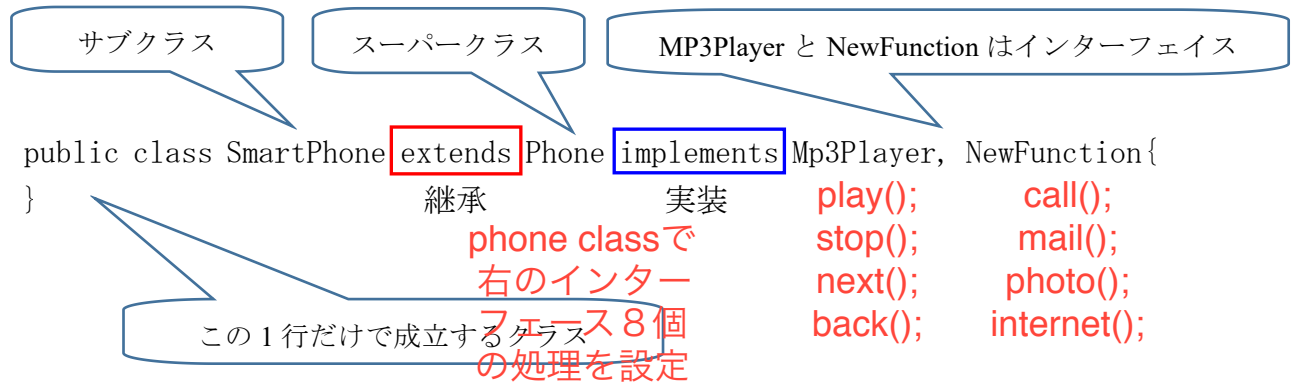 サブクラス
スーパークラス
MP3Player と NewFunction はインターフェイス
public class SmartPhone extends Phone implements Mp3Player, NewFunction{
}
継承
実装
play();
call();
phone classで
stop();
mail();
右のインター
next();
photo();
フェース８個
back();
internet();
この 1 行だけで成立するクラス
の処理を設定